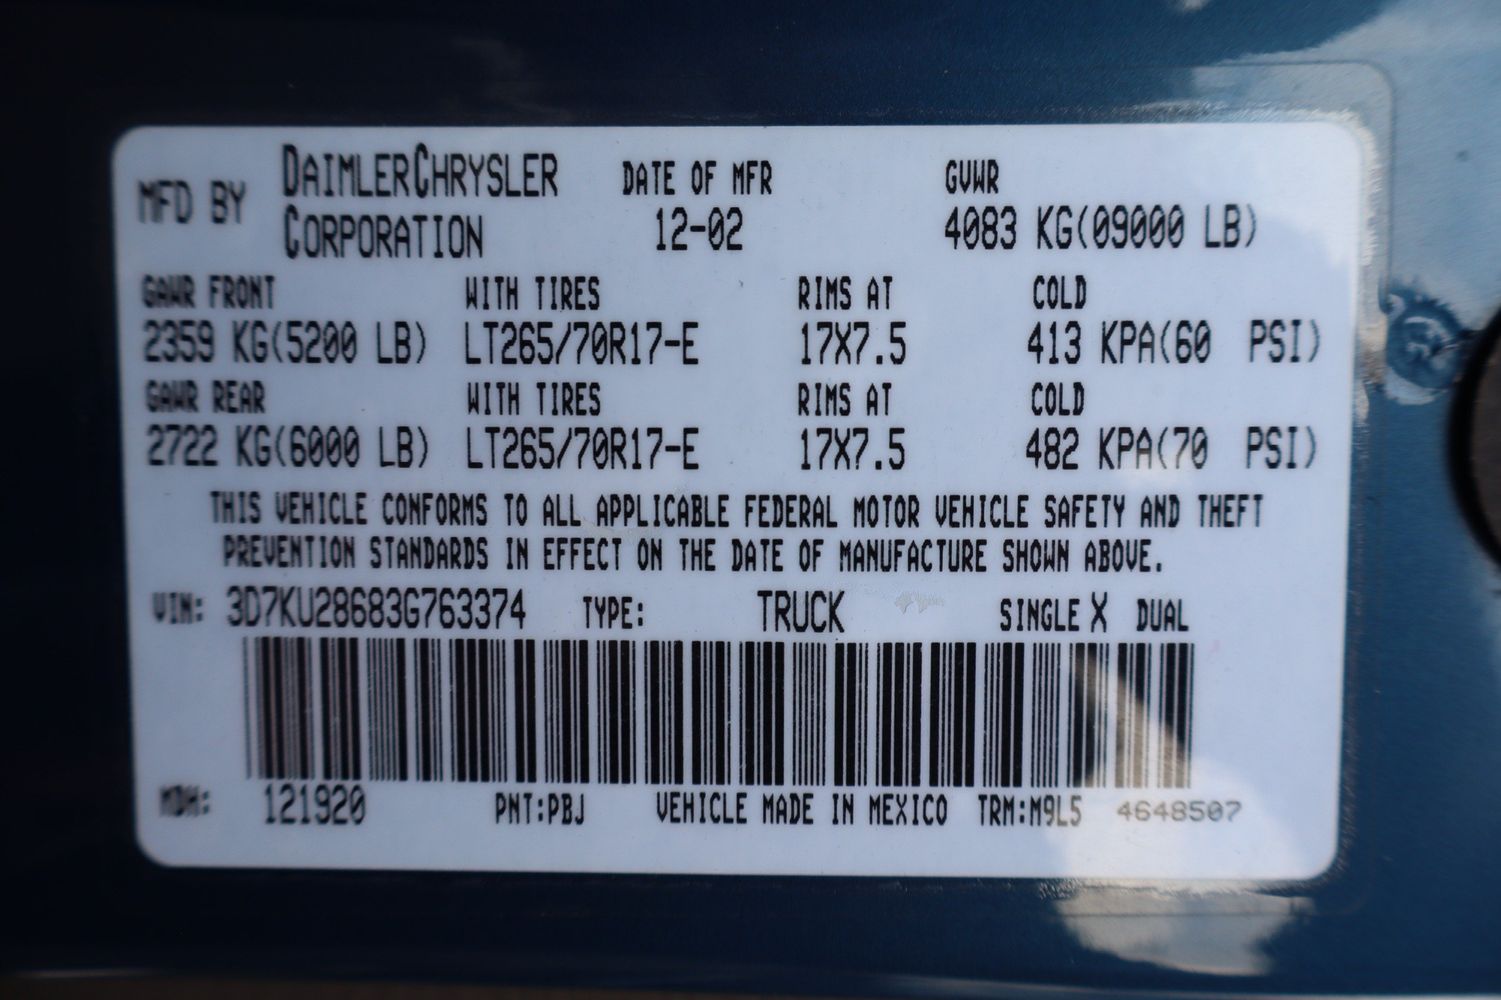 MFD BY DAIMLERCHRYSLER CORPORATION DATE OF MFR 12-02 GVWR 4083 KG(09000 LB)
GAWR FRONT WITH TIRES RIMS AT COLD
2359 KG(5200 LB) LT265/70R17-E 17X7.5 413 KPA(60 PSI)
GAWR REAR WITH TIRES RIMS AT COLD
2722 KG(6000 LB) LT265/70R17-E 17X7.5 482 KPA(70 PSI)
THIS VEHICLE CONFORMS TO ALL APPLICABLE FEDERAL MOTOR VEHICLE SAFETY AND THEFT
PREVENTION STANDARDS IN EFFECT ON THE DATE OF MANUFACTURE SHOWN ABOVE.
VIN: 3D7KU28683G763374 TYPE: TRUCK SINGLE X DUAL
MDH: 121920 PNT:PBJ VEHICLE MADE IN MEXICO TRM:M9L5 4648507